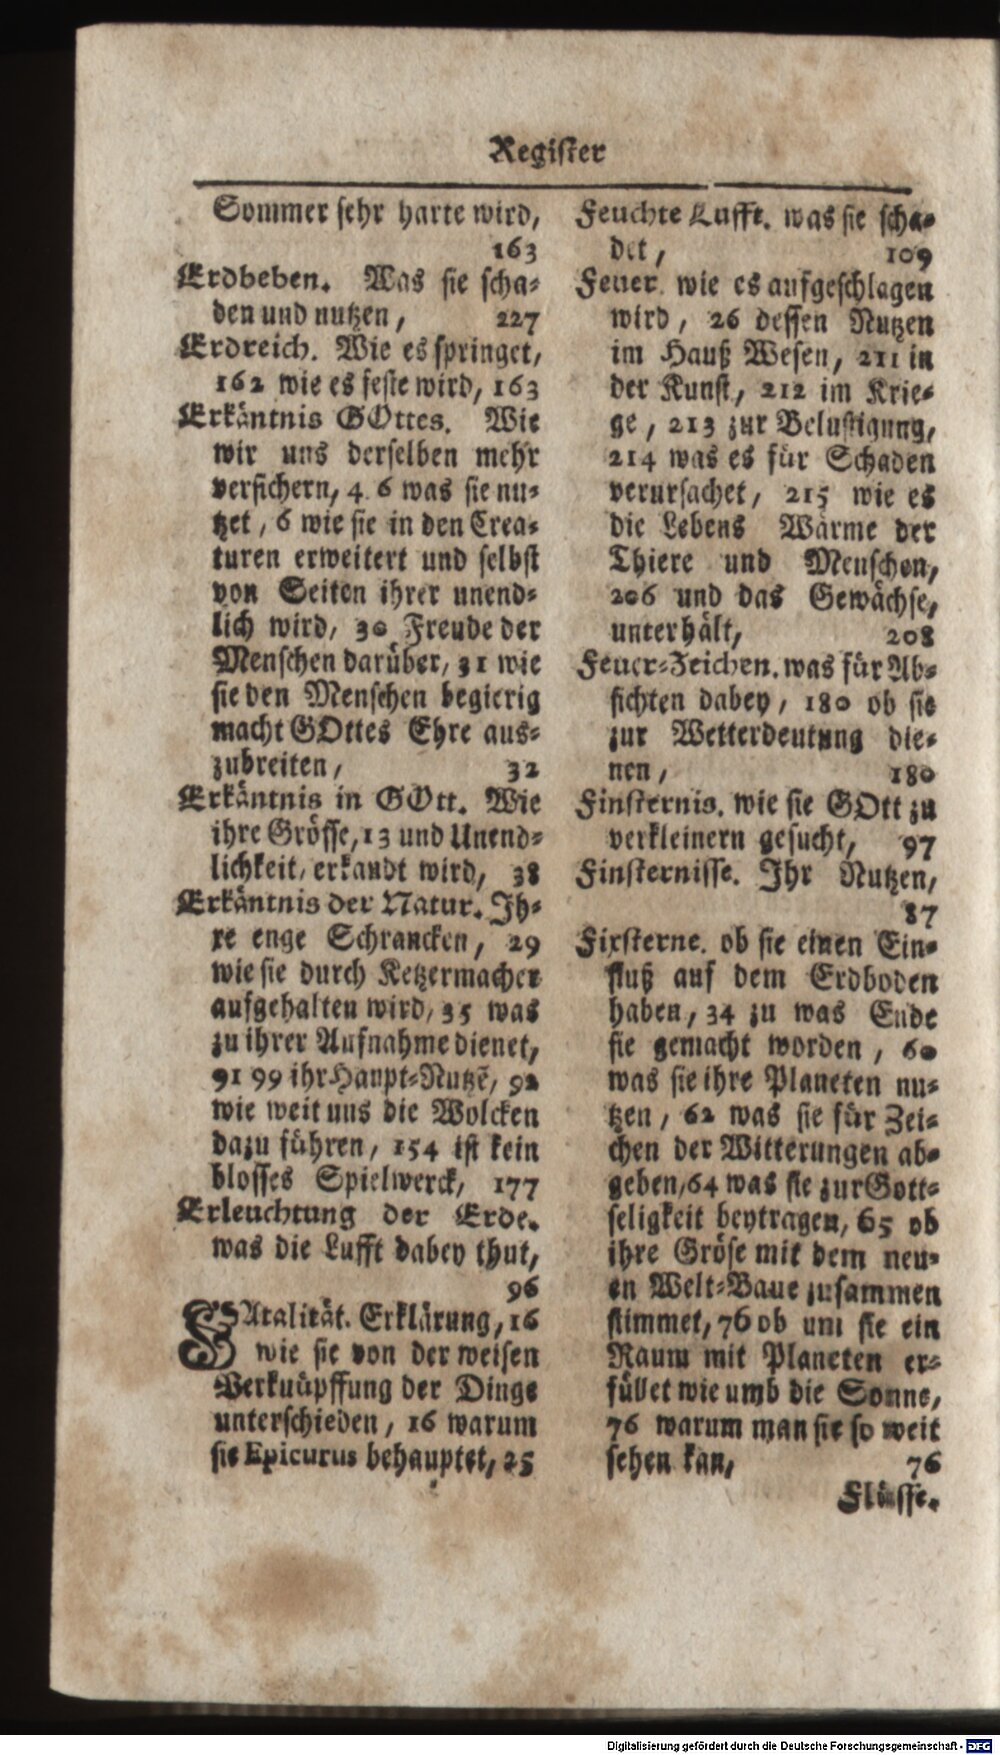 Register
Sommer sehr harte wird,
163
Erdbeben. Was sie scha-
den und nutzen, 227
Erdreich. Wie es springet,
162 wie es feste wird, 163
Erkäntnis GOttes. Wie
wir uns derselben mehr
versichern, 4. 6 was sie nu-
tzet, 6 wie sie in den Crea-
turen erweitert und selbst
von Seiten ihrer unend-
lich wird, 30 Freude der
Menschen darüber, 31 wie
sie den Menschen begierig
macht GOttes Ehre aus-
zubreiten, 32
Erkäntnis in GOtt. Wie
ihre Grösse, 13 und Unend-
lichkeit, erkandt wird, 38
Erkäntnis der Natur. Ih-
re enge Schrancken, 29
wie sie durch Ketzermacher
aufgehalten wird, 35 was
zu ihrer Aufnahme dienet,
91 99 ihr Haupt-Nutzē, 92
wie weit uns die Wolcken
dazu führen, 154 ist kein
blosses Spielwerck, 177
Erleuchtung der Erde.
was die Lufft dabey thut,
96
FAtalität. Erklärung, 16
wie sie von der weisen
Verknüpffung der Dinge
unterschieden, 16 warum
sie Epicurus behauptet, 25
Feuchte Lufft. was sie scha-
det, 109
Feuer. wie es aufgeschlagen
wird, 26 dessen Nutzen
im Hauß Wesen, 211 in
der Kunst, 212 im Krie-
ge, 213 zur Belustigung,
214 was es für Schaden
verursachet, 215 wie es
die Lebens Wärme der
Thiere und Menschen,
206 und das Gewächse,
unterhält, 208
Feuer-Zeichen. was für Ab-
sichten dabey, 180 ob sie
zur Wetterdeutung die-
nen, 180
Finsternis. wie sie GOtt zu
verkleinern gesucht, 97
Finsternisse. Ihr Nutzen,
87
Fixsterne. ob sie einen Ein-
fluß auf dem Erdboden
haben, 34 zu was Ende
sie gemacht worden, 60
was sie ihre Planeten nu-
tzen, 62 was sie für Zei-
chen der Witterungen ab-
geben, 64 was sie zur Gott-
seligkeit beytragen, 65 ob
ihre Gröse mit dem neu-
en Welt-Baue zusammen
stimmet, 76 ob um sie ein
Raum mit Planeten er-
füllet wie umb die Sonne,
76 warum man sie so weit
sehen kan, 76
Flüsse.
Digitalisierung gefördert durch die Deutsche Forschungsgemeinschaft - DFG